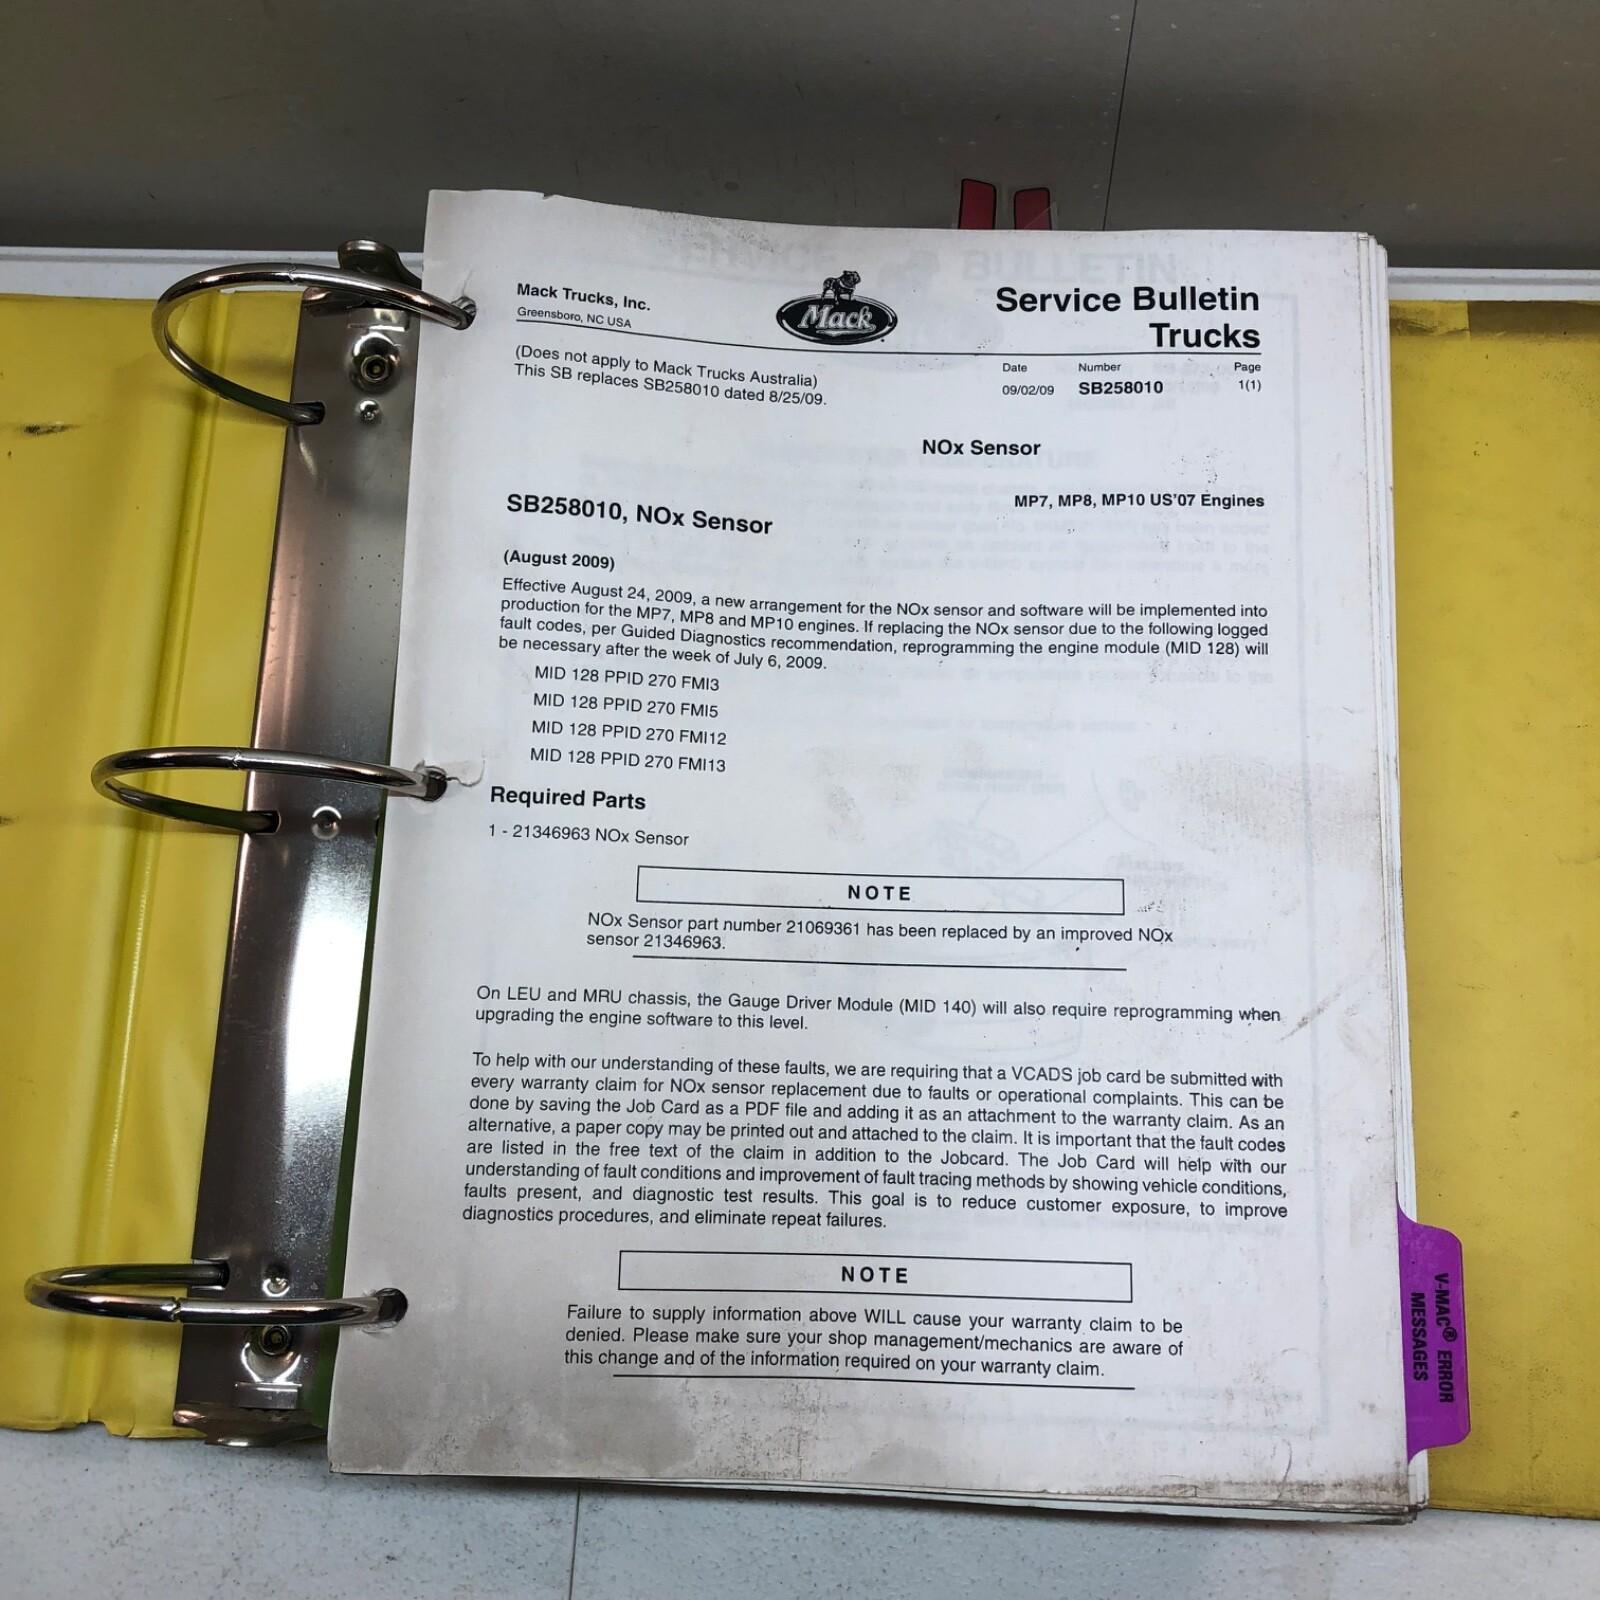 Mack Trucks, Inc.
Greensboro, NC USA
Mack
Service Bulletin
Trucks
(Does not apply to Mack Trucks Australia)
This SB replaces SB258010 dated 8/25/09.
Date Number Page
09/02/09 SB258010 1(1)
NOx Sensor
MP7, MP8, MP10 US'07 Engines
SB258010, NOx Sensor
(August 2009)
Effective August 24, 2009, a new arrangement for the NOx sensor and software will be implemented into
production for the MP7, MP8 and MP10 engines. If replacing the NOx sensor due to the following logged
fault codes, per Guided Diagnostics recommendation, reprogramming the engine module (MID 128) will
be necessary after the week of July 6, 2009.
MID 128 PPID 270 FMI3
MID 128 PPID 270 FMI5
MID 128 PPID 270 FMI12
MID 128 PPID 270 FMI13
Required Parts
1 - 21346963 NOx Sensor
NOTE
NOx Sensor part number 21069361 has been replaced by an improved NOx
sensor 21346963.
On LEU and MRU chassis, the Gauge Driver Module (MID 140) will also require reprogramming when
upgrading the engine software to this level.
To help with our understanding of these faults, we are requiring that a VCADS job card be submitted with
every warranty claim for NOx sensor replacement due to faults or operational complaints. This can be
done by saving the Job Card as a PDF file and adding it as an attachment to the warranty claim. As an
alternative, a paper copy may be printed out and attached to the claim. It is important that the fault codes
are listed in the free text of the claim in addition to the Jobcard. The Job Card will help with our
understanding of fault conditions and improvement of fault tracing methods by showing vehicle conditions,
faults present, and diagnostic test results. This goal is to reduce customer exposure, to improve
diagnostics procedures, and eliminate repeat failures.
NOTE
Failure to supply information above WILL cause your warranty claim to be
denied. Please make sure your shop management/mechanics are aware of
this change and of the information required on your warranty claim.
V-MAC® ERROR
MESSAGES